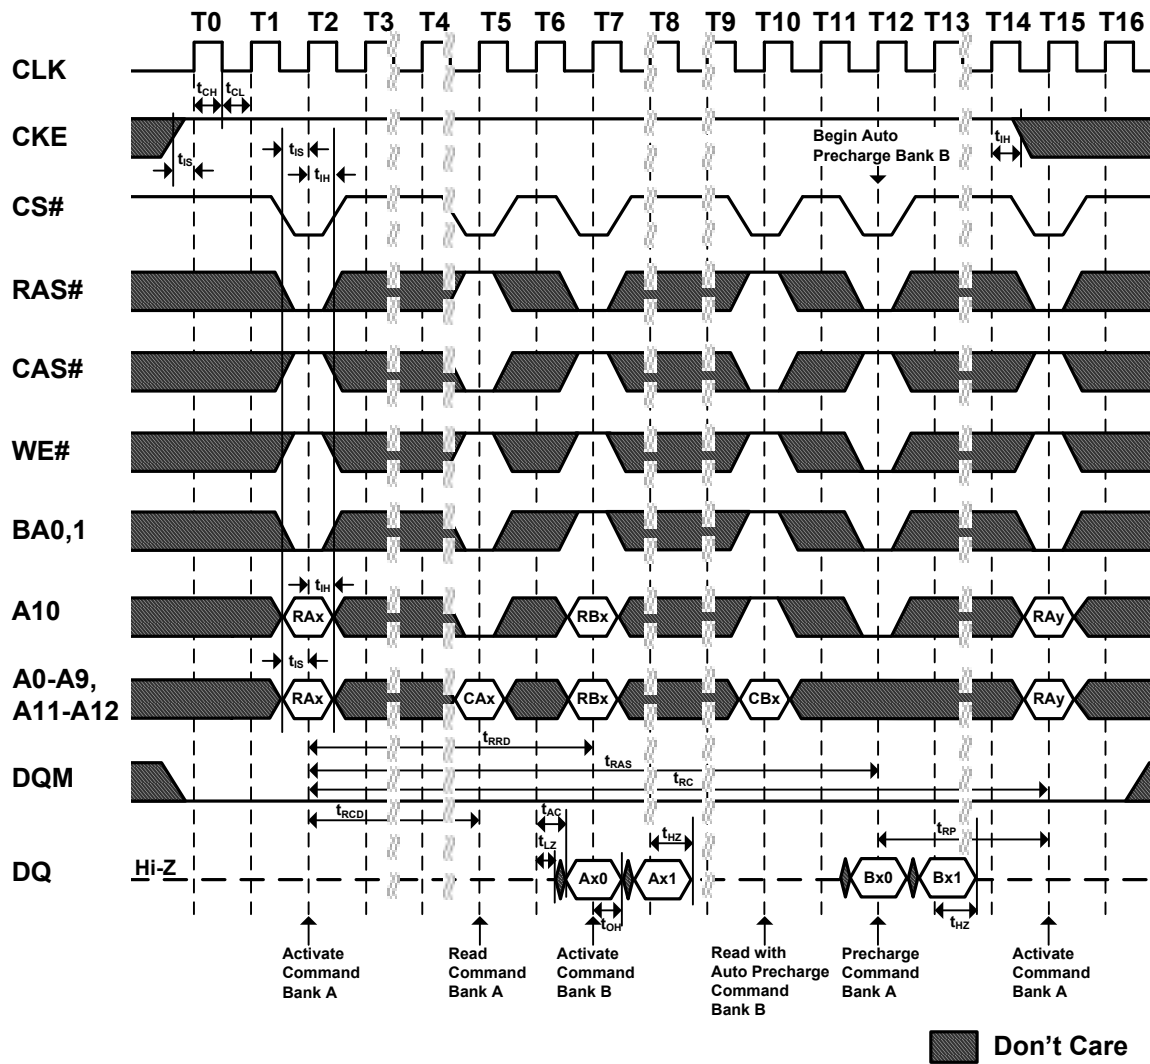 T0 T1 T2 T3 T4 T5 T6 T7 T8 T9 T10 T11 T12 T13 T14 T15 T16
CLK
tCH tCL
CKE
tIS
tIS
tIH
Begin Auto
Precharge Bank B
tIH
CS#
RAS#
CAS#
WE#
BA0,1
tIH
A10
RAx RBx RAy
tIS
A0-A9,
A11-A12
RAx CAx RBx CBx RAy
tRRD
tRAS
DQM
tRC
tRCD
tAC
tLZ
tHZ
tRP
DQ
Hi-Z
Ax0 Ax1 Bx0 Bx1
tOH
tHZ
Activate
Command
Bank A
Read
Command
Bank A
Activate
Command
Bank B
Read with
Auto Precharge
Command
Bank B
Precharge
Command
Bank A
Activate
Command
Bank A
Don't Care